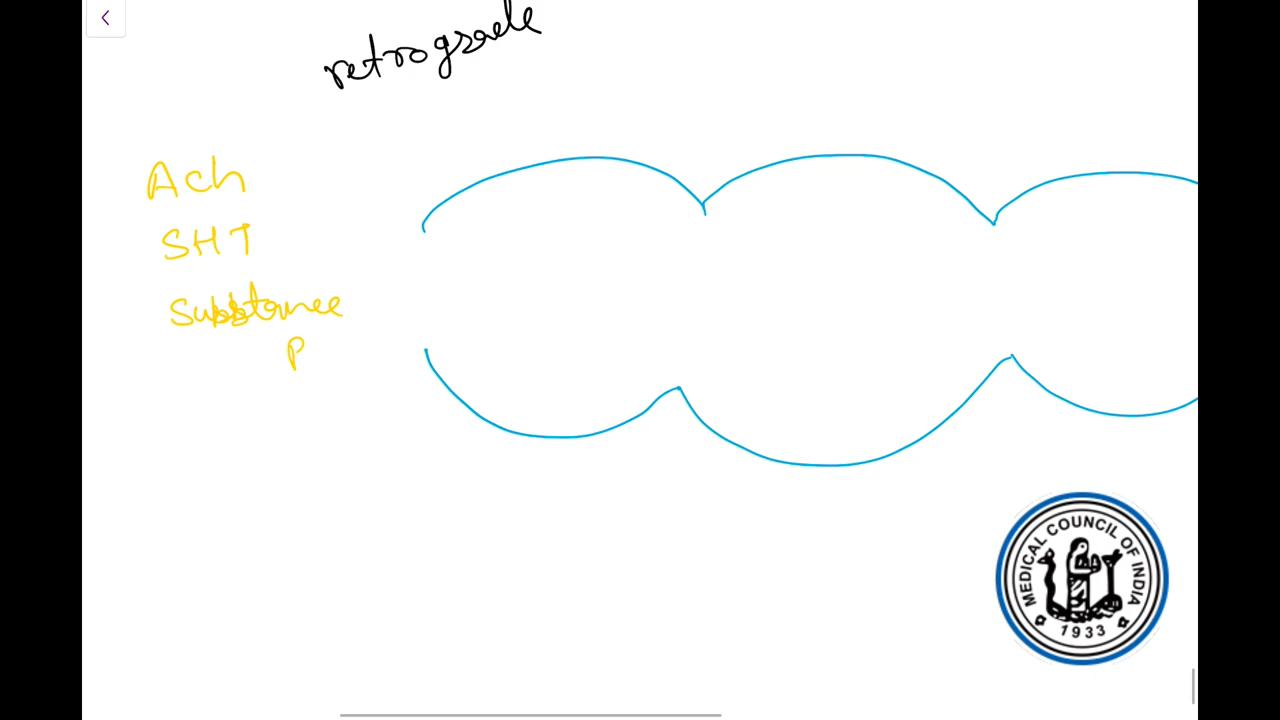 retrograde
Ach
5HT
Substance
P
MEDICAL COUNCIL OF INDIA
1933